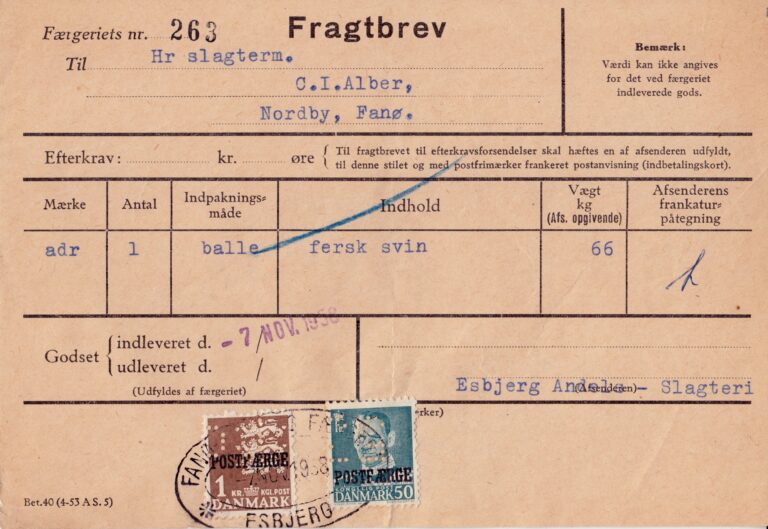 Færgeriets nr. 263
Fragtbrev
Til Hr slagterm.
C.I.Alber,
Nordby, Fanø.
Bemærk:
Værdi kan ikke angives
for det ved færgeriet
indleverede gods.
Efterkrav: kr. øre
{ Til fragtbrevet til efterkravsforsendelser skal hæftes en af afsenderen udfyldt,
til denne stilet og med postfrimærker frankeret postanvisning (indbetalingskort).
Mærke
Antal
Indpaknings=
måde
Indhold
Vægt
kg
(Afs. opgivende)
Afsenderens
frankatur=
påtegning
adr 1 balle fersk svin 66
Godset { indleveret d. - 7 NOV. 1958
udleveret d.
(Udfyldes af færgeriet)
Esbjerg Andels - Slagteri
(Afsenderen)
POSTFÆRGE
1 KR. KGL.POST
DANMARK
POSTFÆRGE
DANMARK 50
ESBJERG
Bet.40 (4-53 A S. 5)